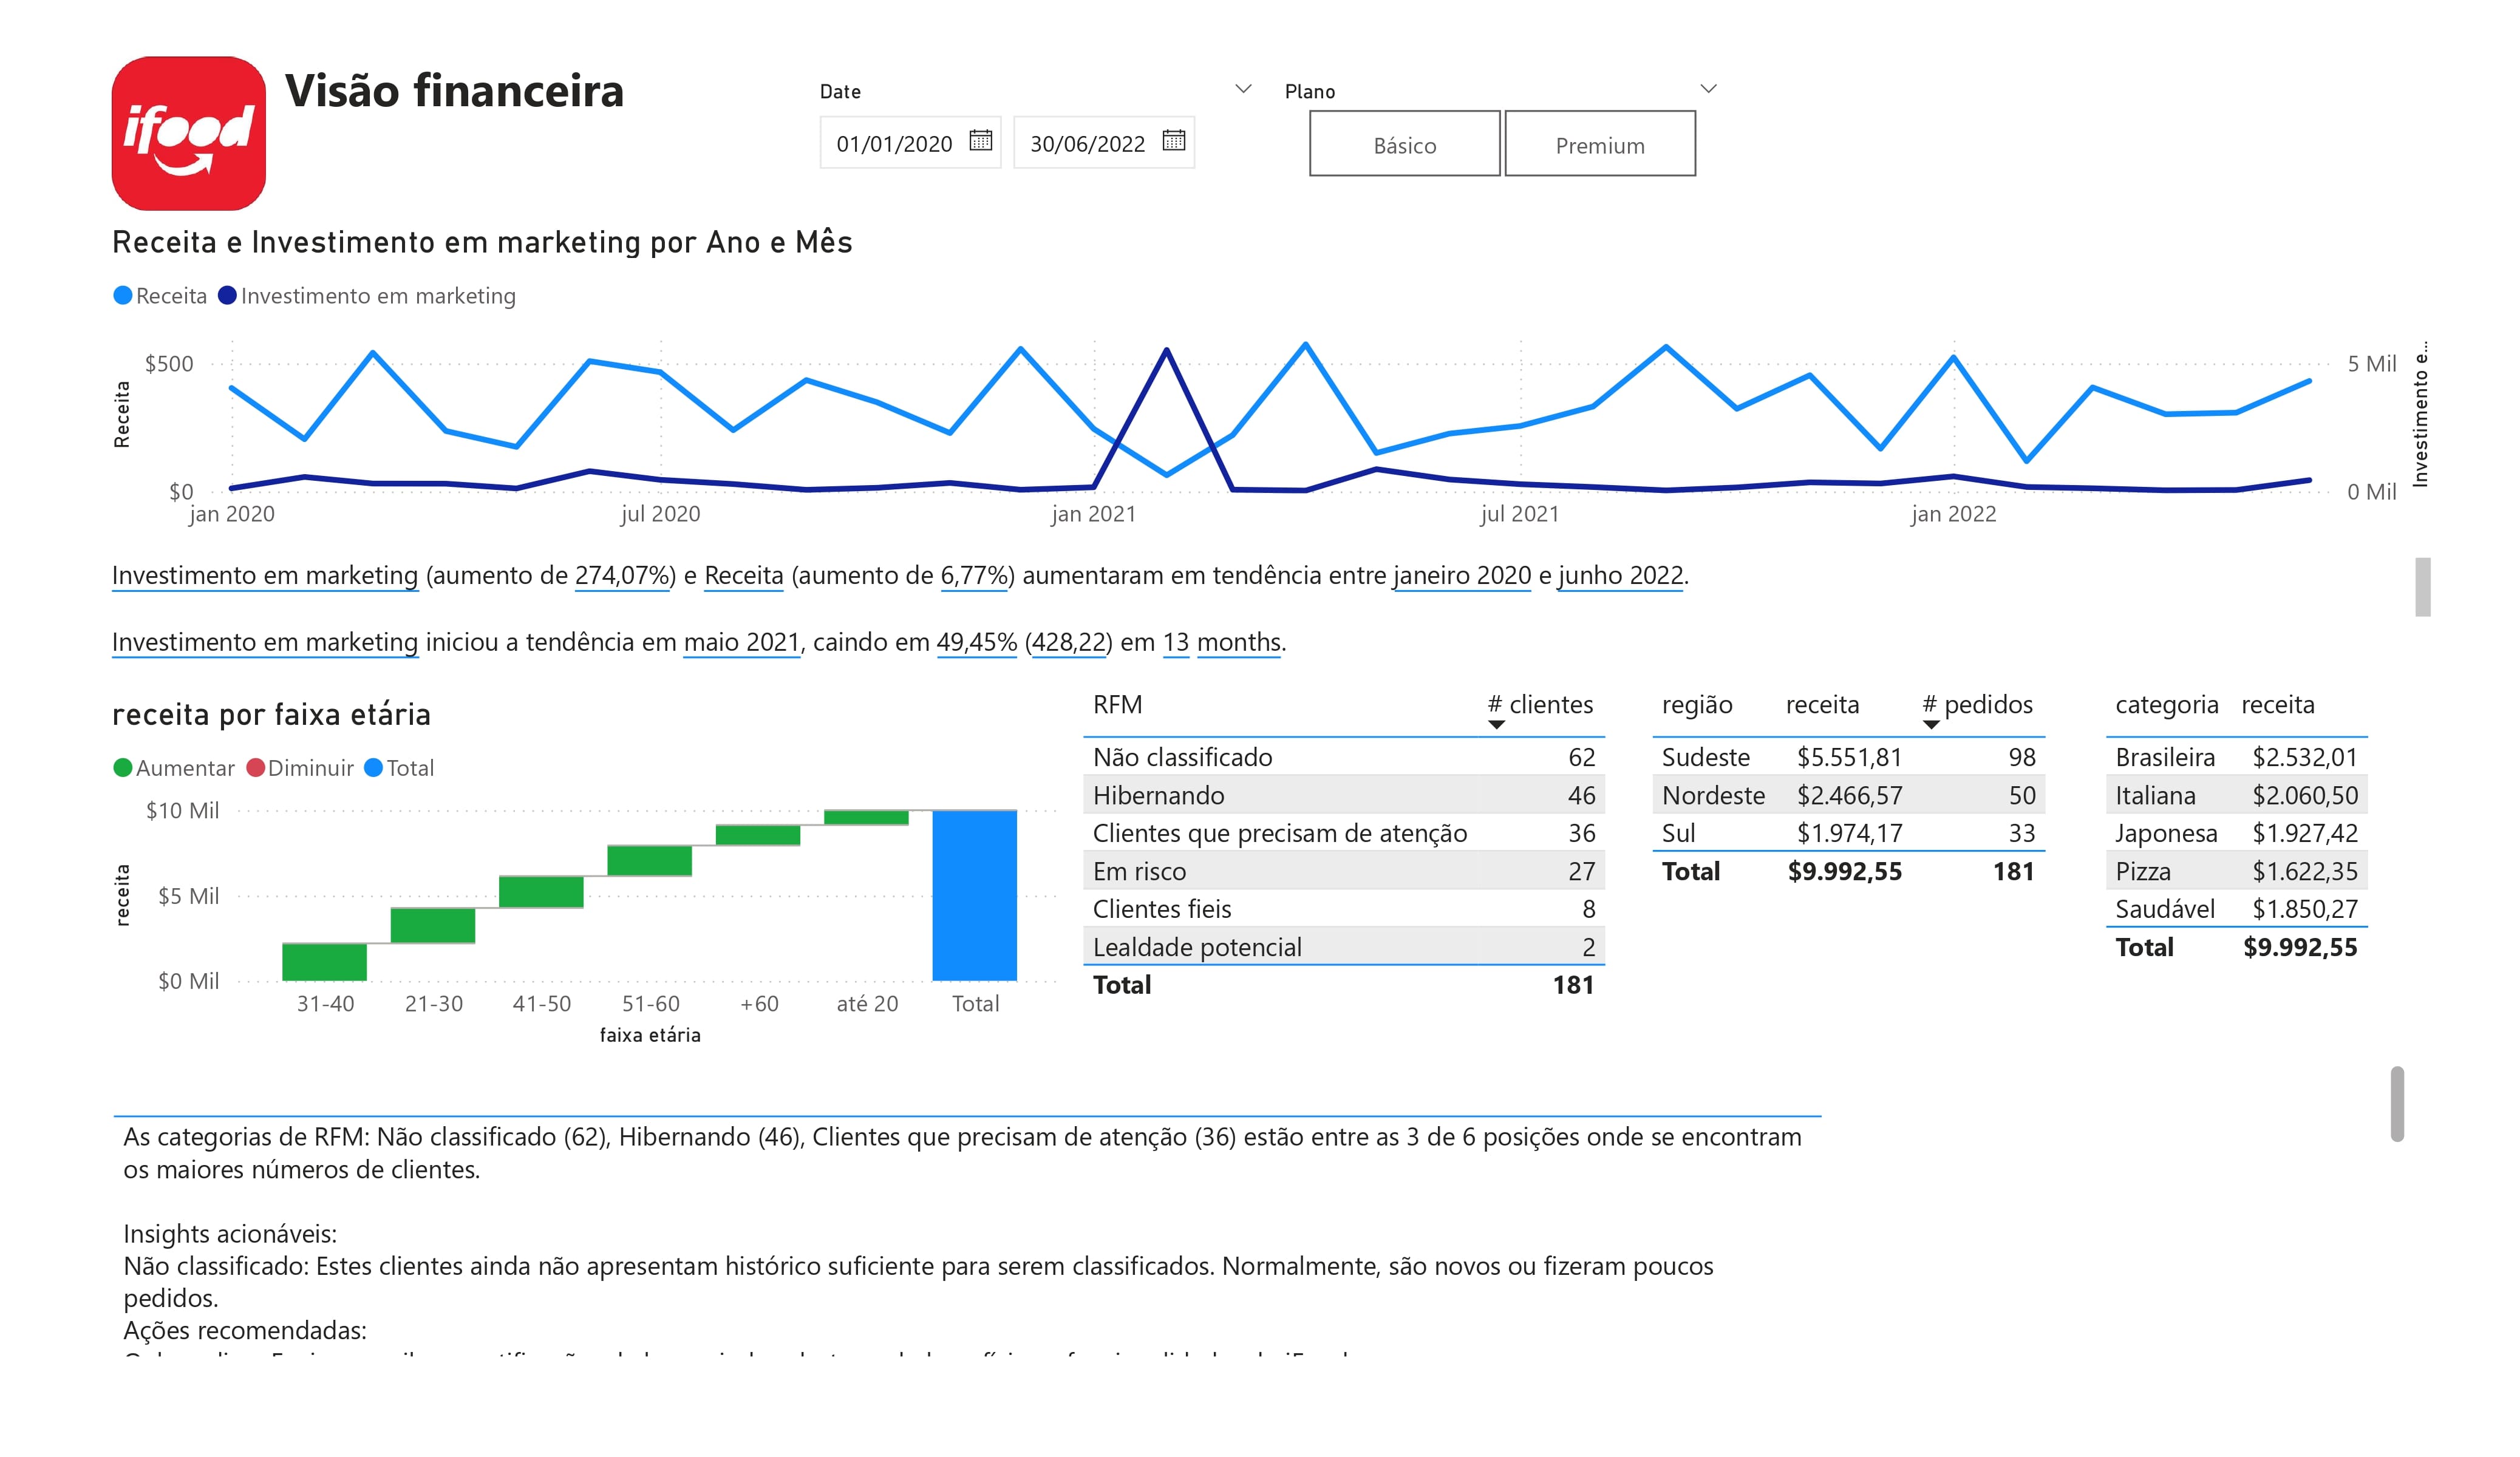 ifood
Visão financeira
Date
01/01/2020 30/06/2022
Plano
Básico Premium
Receita e Investimento em marketing por Ano e Mês
Receita Investimento em marketing
Receita
$500
$0
5 Mil
0 Mil
Investimento e...
jan 2020 jul 2020 jan 2021 jul 2021 jan 2022
Investimento em marketing (aumento de 274,07%) e Receita (aumento de 6,77%) aumentaram em tendência entre janeiro 2020 e junho 2022.
Investimento em marketing iniciou a tendência em maio 2021, caindo em 49,45% (428,22) em 13 months.
receita por faixa etária
Aumentar Diminuir Total
receita
$10 Mil
$5 Mil
$0 Mil
31-40 21-30 41-50 51-60 +60 até 20 Total
faixa etária
RFM # clientes
Não classificado 62
Hibernando 46
Clientes que precisam de atenção 36
Em risco 27
Clientes fieis 8
Lealdade potencial 2
Total 181
região receita # pedidos
Sudeste $5.551,81 98
Nordeste $2.466,57 50
Sul $1.974,17 33
Total $9.992,55 181
categoria receita
Brasileira $2.532,01
Italiana $2.060,50
Japonesa $1.927,42
Pizza $1.622,35
Saudável $1.850,27
Total $9.992,55
As categorias de RFM: Não classificado (62), Hibernando (46), Clientes que precisam de atenção (36) estão entre as 3 de 6 posições onde se encontram
os maiores números de clientes.
Insights acionáveis:
Não classificado: Estes clientes ainda não apresentam histórico suficiente para serem classificados. Normalmente, são novos ou fizeram poucos
pedidos.
Ações recomendadas: